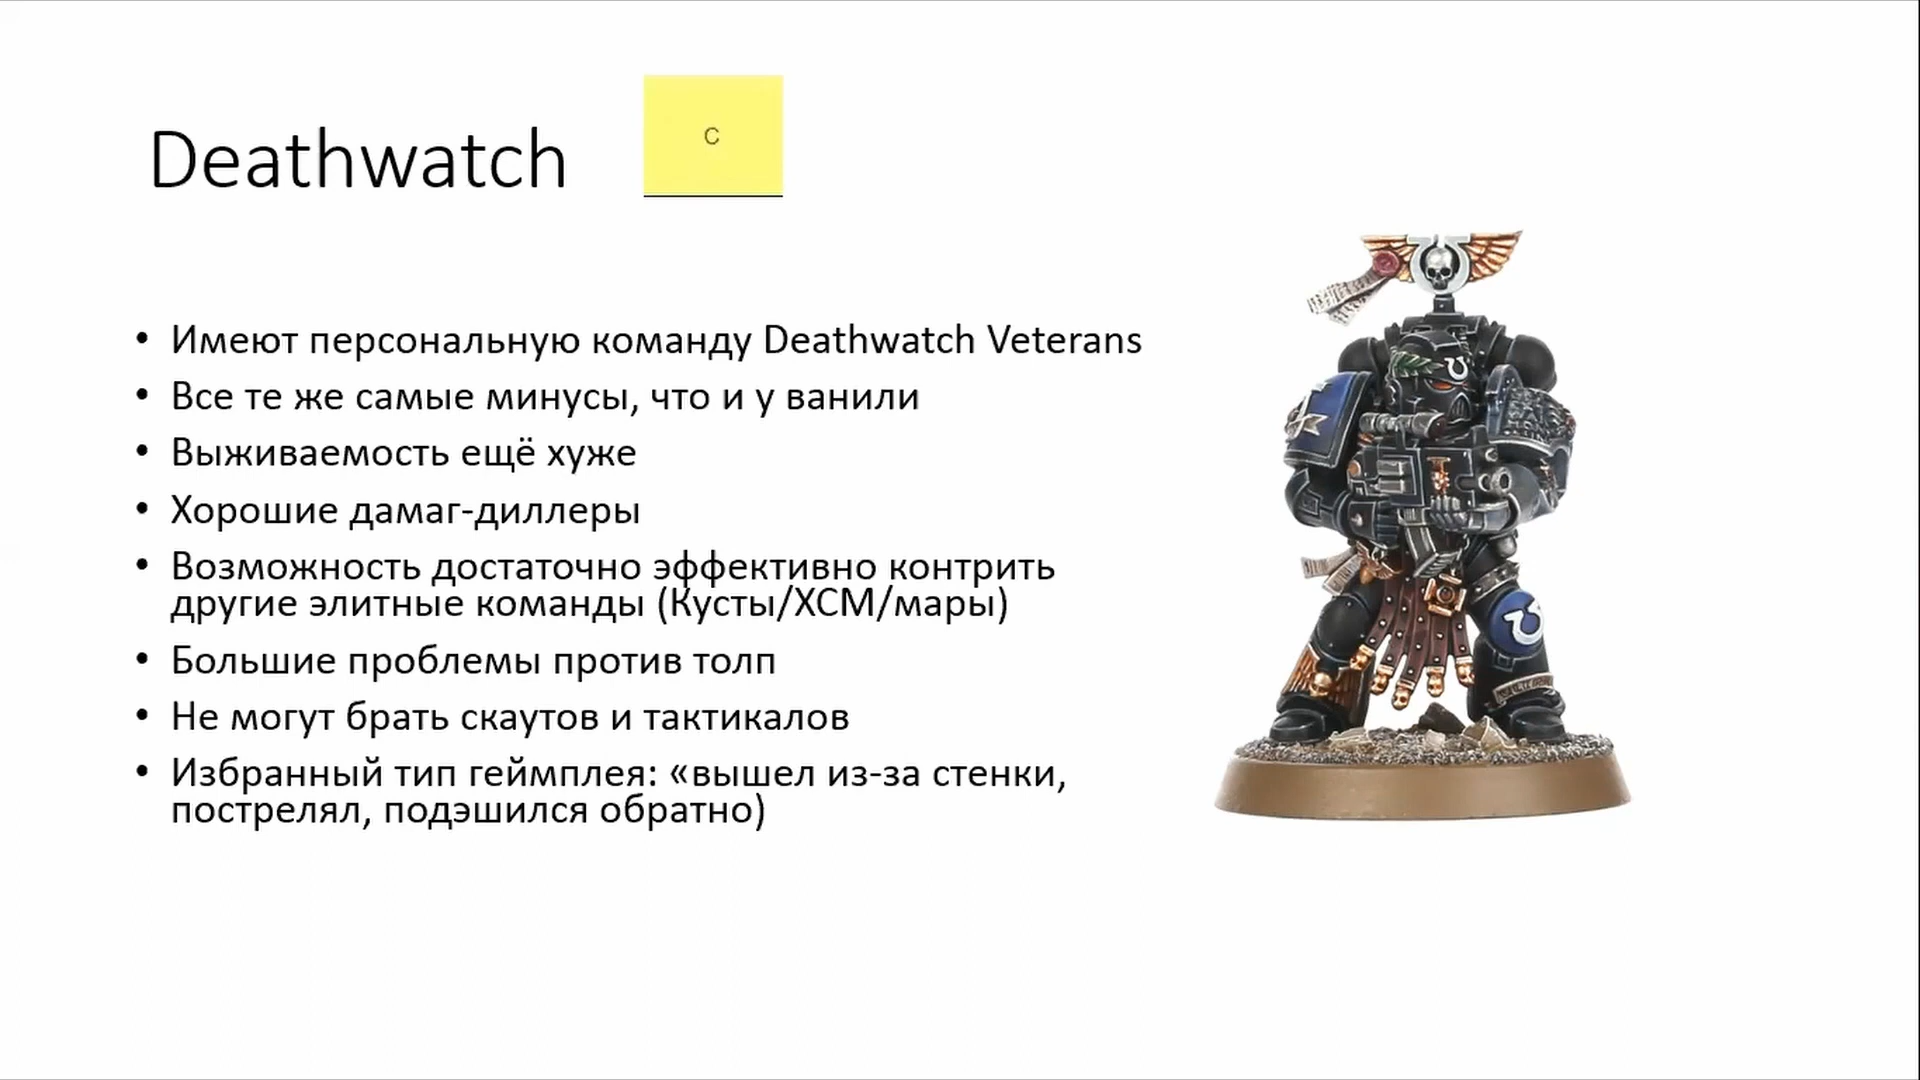 Deathwatch
C
• Имеют персональную команду Deathwatch Veterans
• Все те же самые минусы, что и у ванили
• Выживаемость ещё хуже
• Хорошие дамаг-диллеры
• Возможность достаточно эффективно контрить
другие элитные команды (Кусты/ХСМ/мары)
• Большие проблемы против толп
• Не могут брать скаутов и тактикалов
• Избранный тип геймплея: «вышел из-за стенки,
пострелял, подэшился обратно)